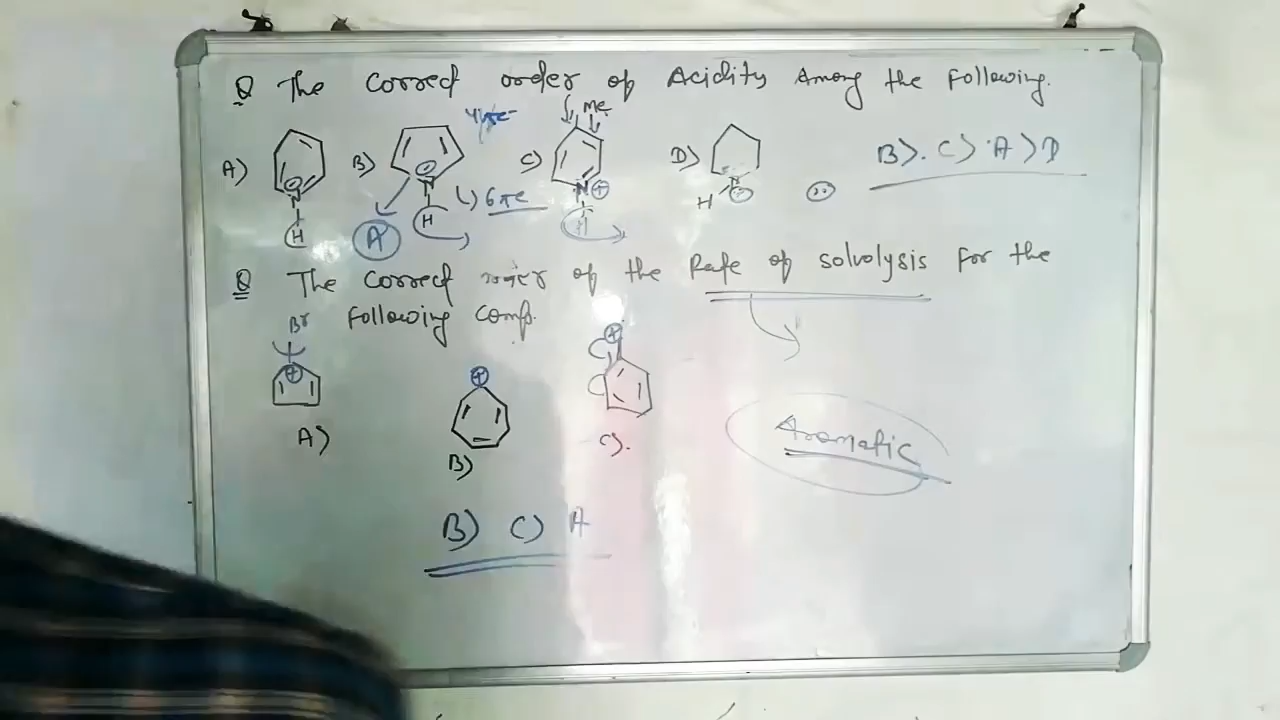 Q The correct order of Acidity Among the Following.
4πe-
Me
A) B) C) D)
B > C > A > D
N N N ⊕ N
6πe
H H H H
A
Q The correct order of the Rate of solvolysis for the
Following comp.
Br
⊕ ⊕ ⊕
A) B) C).
Aromatic
B) C) A